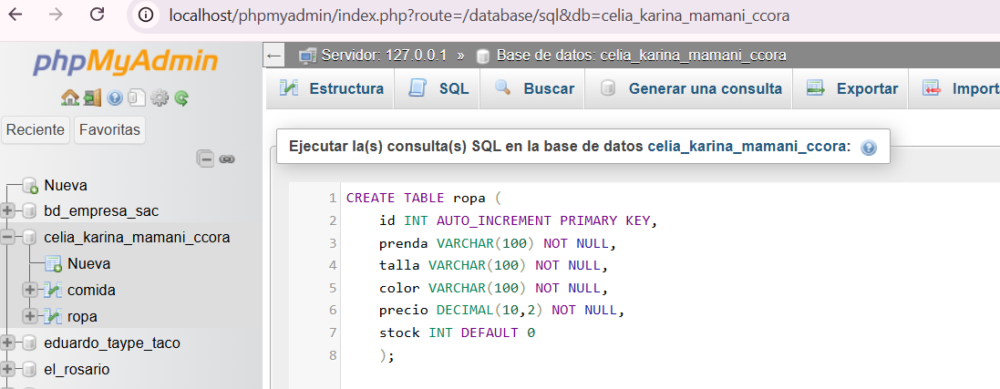 localhost/phpmyadmin/index.php?route=/database/sql&db=celia_karina_mamani_ccora
phpMyAdmin
Reciente Favoritas
Nueva
bd_empresa_sac
celia_karina_mamani_ccora
Nueva
comida
ropa
eduardo_taype_taco
el_rosario
Servidor: 127.0.0.1 » Base de datos: celia_karina_mamani_ccora
Estructura SQL Buscar Generar una consulta Exportar Import
Ejecutar la(s) consulta(s) SQL en la base de datos celia_karina_mamani_ccora:
1 CREATE TABLE ropa (
2 id INT AUTO_INCREMENT PRIMARY KEY,
3 prenda VARCHAR(100) NOT NULL,
4 talla VARCHAR(100) NOT NULL,
5 color VARCHAR(100) NOT NULL,
6 precio DECIMAL(10,2) NOT NULL,
7 stock INT DEFAULT 0
8 );